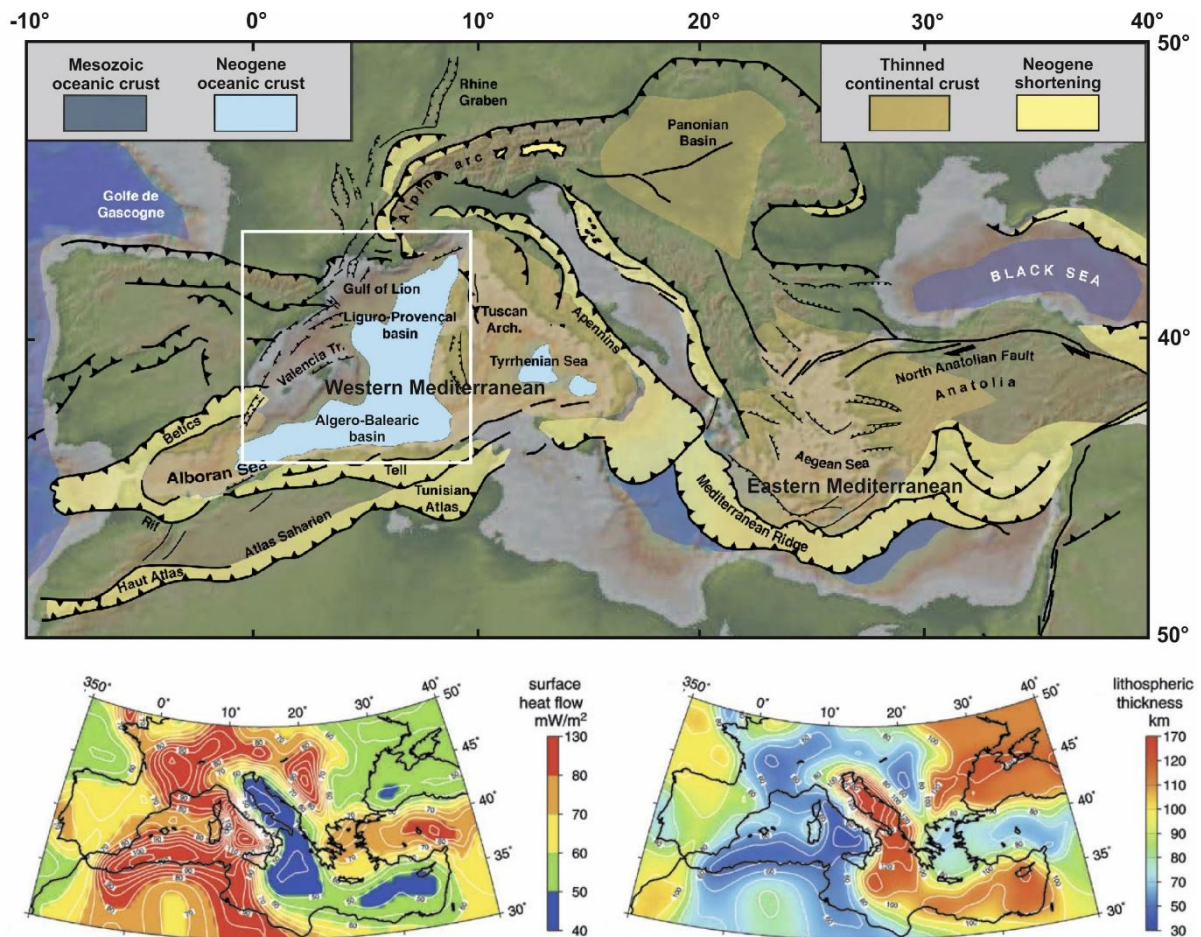 -10° 0° 10° 20° 30° 40°
50°
Mesozoic
oceanic crust
Neogene
oceanic crust
Thinned
continental crust
Neogene
shortening
Rhine
Graben
Panonian
Basin
Golfe de
Gascogne
Alpine arc
BLACK SEA
Gulf of Lion
Liguro-Provençal
basin
Tuscan
Arch.
Apennins
40°
Valencia Tr.
Tyrrhenian Sea
North Anatolian Fault
Anatolia
Western Mediterranean
Algero-Balearic
basin
Betics
Alboran Sea
Tell
Aegean Sea
Eastern Mediterranean
Tunisian
Atlas
Mediterranean Ridge
Rif
Atlas Saharien
Haut Atlas
50°
350° 0° 10° 20° 30° 40° 50°
45°
40°
35°
30°
surface
heat flow
mW/m²
130
80
70
60
50
40
350° 0° 10° 20° 30° 40° 50°
45°
40°
35°
30°
lithospheric
thickness
km
170
150
130
110
90
70
50
30